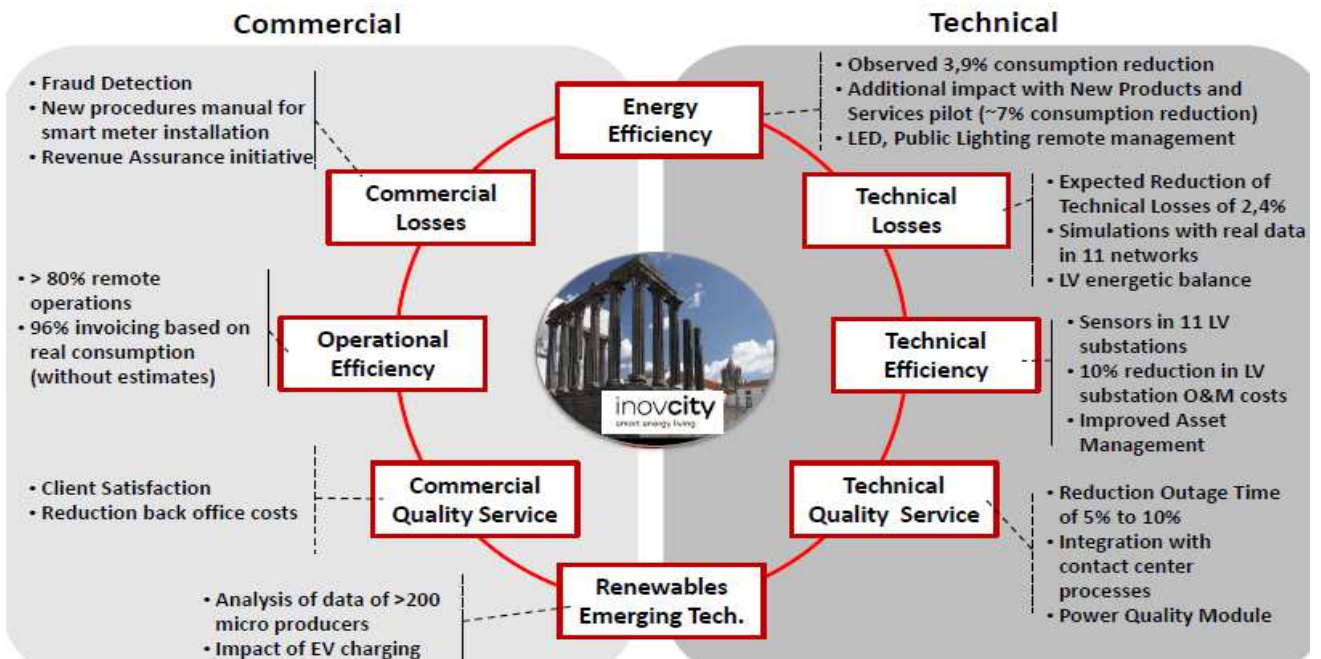 Commercial
Technical
• Fraud Detection
• New procedures manual for
smart meter installation
• Revenue Assurance initiative
Energy
Efficiency
• Observed 3,9% consumption reduction
• Additional impact with New Products and
Services pilot (~7% consumption reduction)
• LED, Public Lighting remote management
Commercial
Losses
Technical
Losses
• Expected Reduction of
Technical Losses of 2,4%
• Simulations with real data
in 11 networks
• LV energetic balance
• > 80% remote
operations
• 96% invoicing based on
real consumption
(without estimates)
Operational
Efficiency
inovcity
smart energy living
Technical
Efficiency
• Sensors in 11 LV
substations
• 10% reduction in LV
substation O&M costs
• Improved Asset
Management
• Client Satisfaction
• Reduction back office costs
Commercial
Quality Service
Technical
Quality Service
• Reduction Outage Time
of 5% to 10%
• Integration with
contact center
processes
• Power Quality Module
• Analysis of data of >200
micro producers
• Impact of EV charging
Renewables
Emerging Tech.